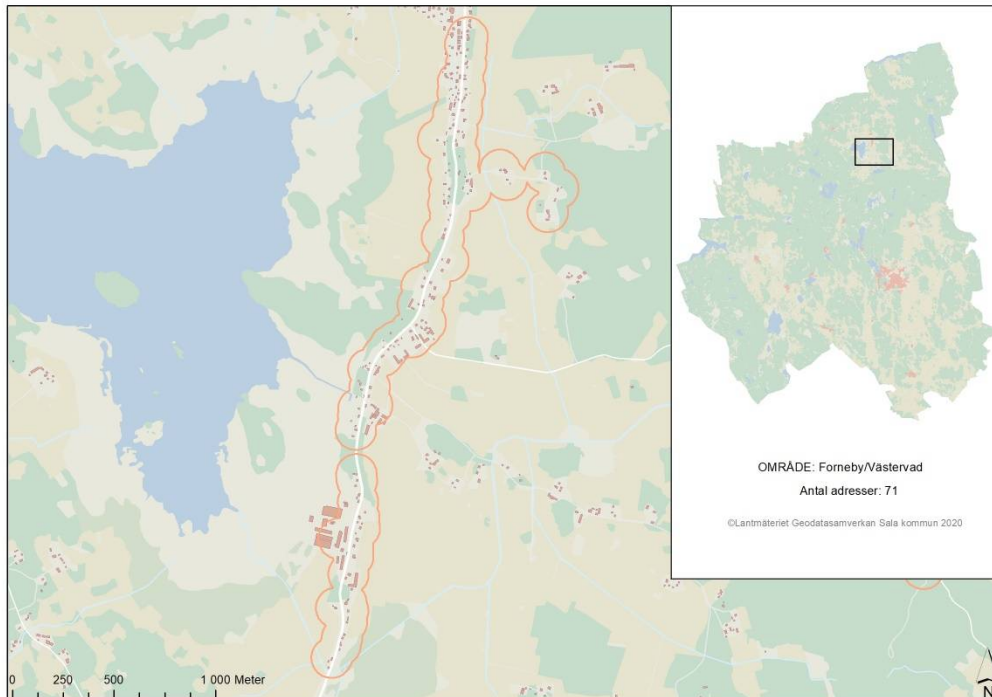 OMRÅDE: Forneby/Västervad
Antal adresser: 71
©Lantmäteriet Geodatasamverkan Sala kommun 2020
0 250 500 1 000 Meter
N